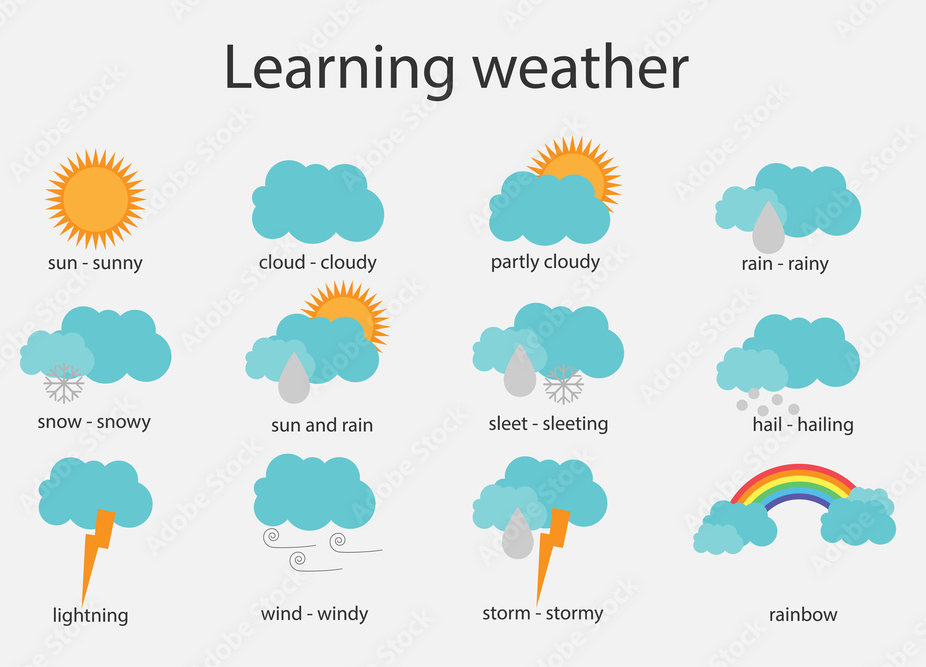 Learning weather
sun - sunny
cloud - cloudy
partly cloudy
rain - rainy
snow - snowy
sun and rain
sleet - sleeting
hail - hailing
lightning
wind - windy
storm - stormy
rainbow
Adobe Stock